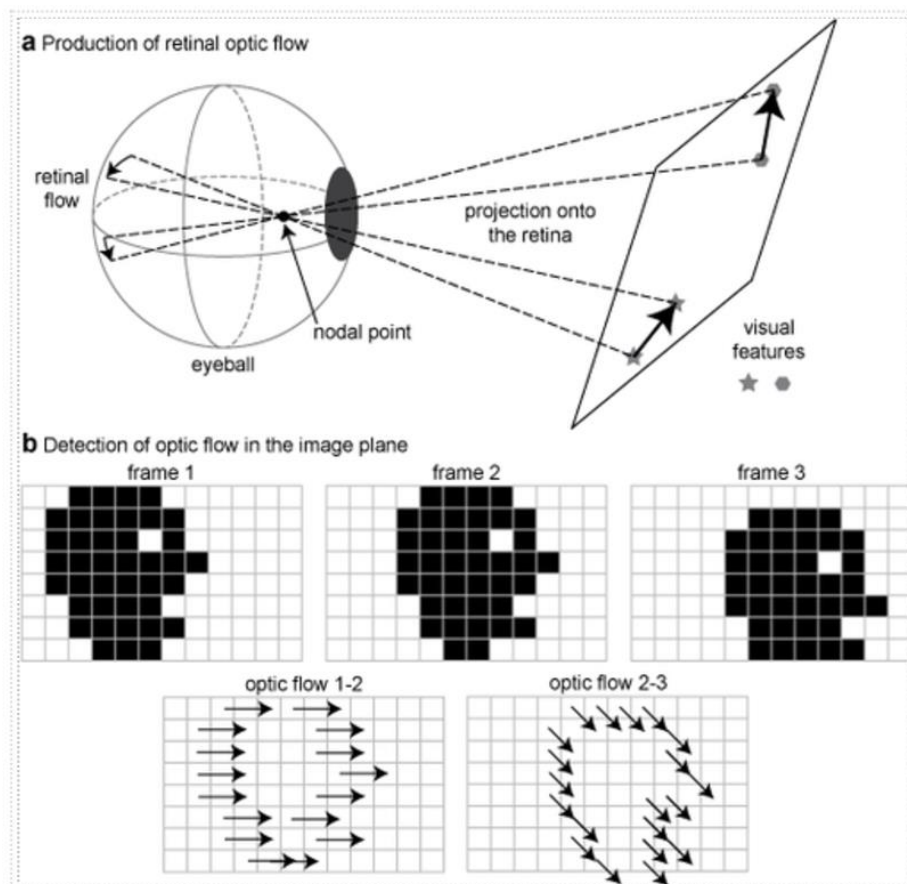 a Production of retinal optic flow
retinal
flow
projection onto
the retina
nodal point
eyeball
visual
features
b Detection of optic flow in the image plane
frame 1
frame 2
frame 3
optic flow 1-2
optic flow 2-3